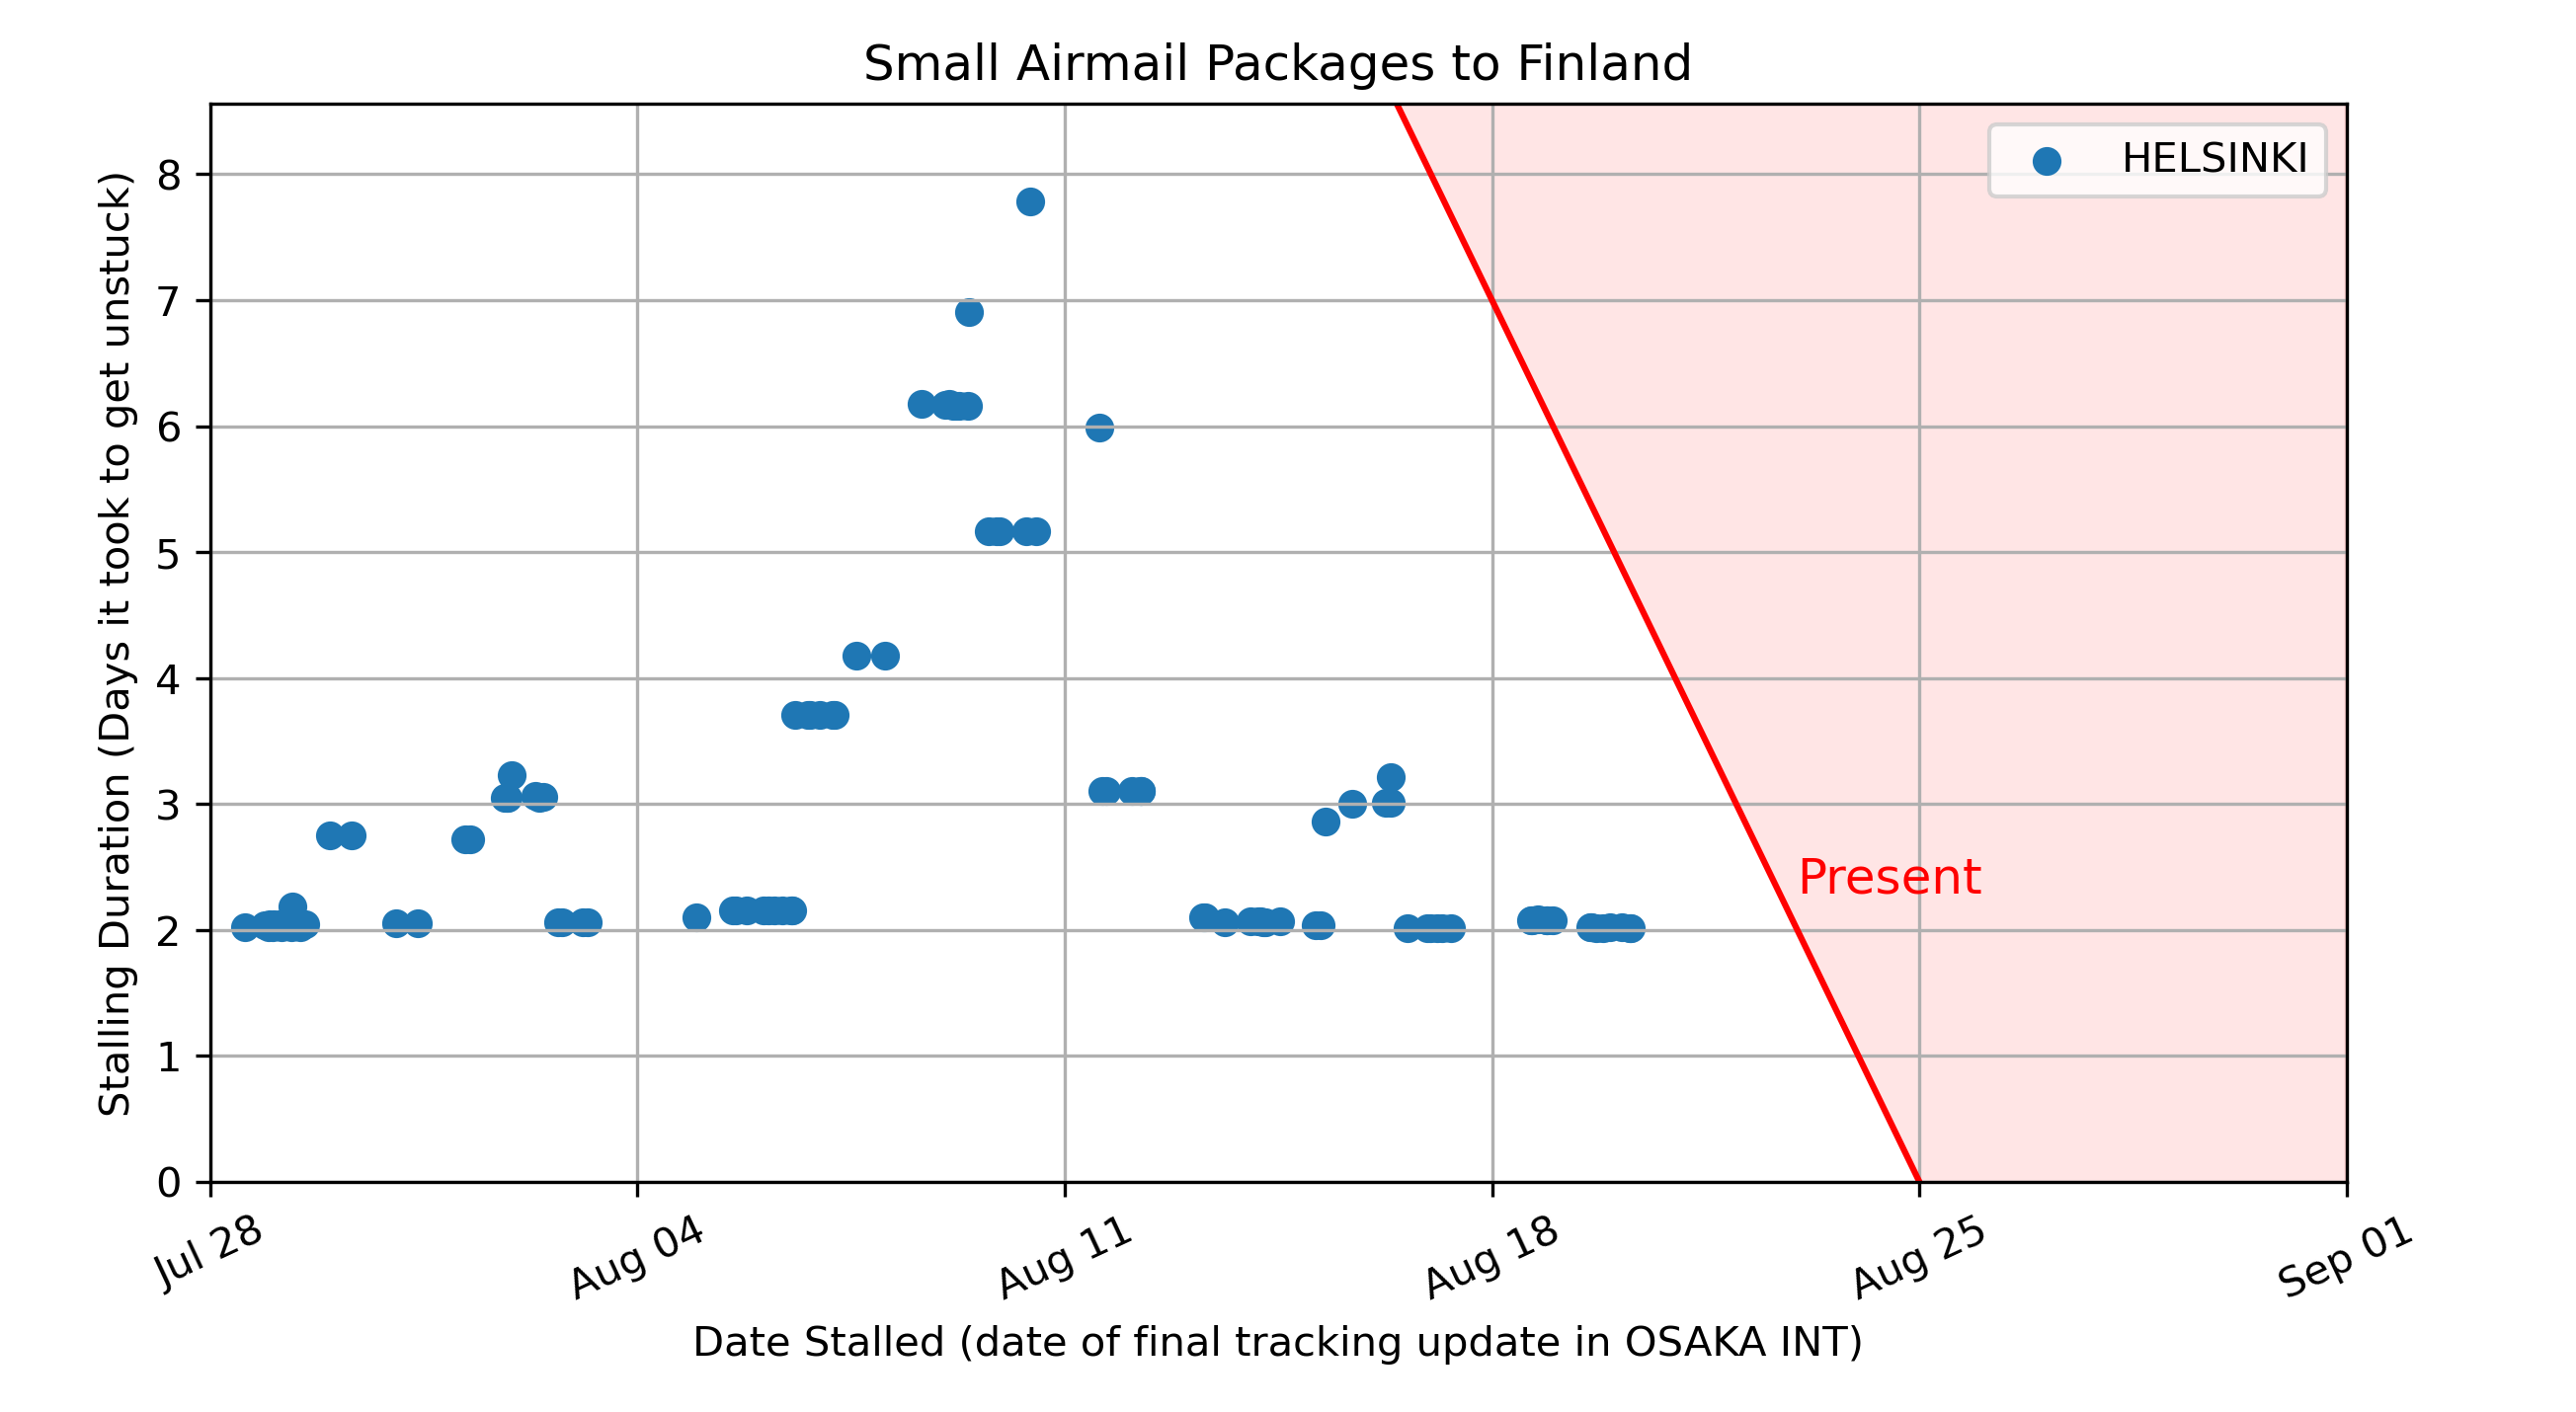 Small Airmail Packages to Finland
HELSINKI
Stalling Duration (Days it took to get unstuck)
8
7
6
5
4
3
2
1
0
Present
Jul 28
Aug 04
Aug 11
Aug 18
Aug 25
Sep 01
Date Stalled (date of final tracking update in OSAKA INT)